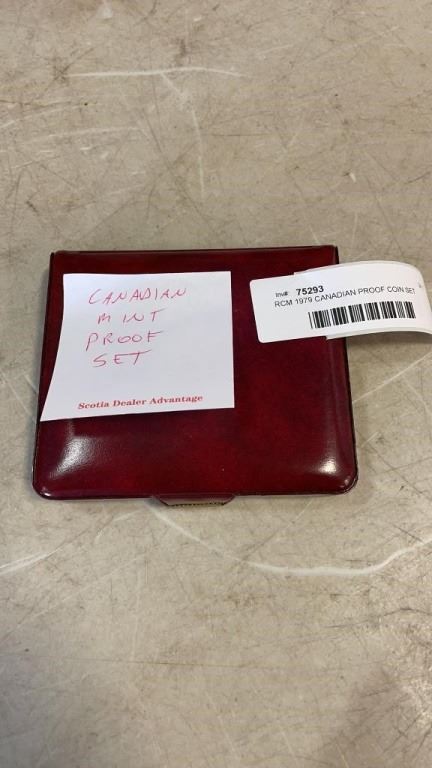 CANADIAN
MINT
PROOF
SET
Scotia Dealer Advantage
Inv#: 75293
RCM 1979 CANADIAN PROOF COIN SET